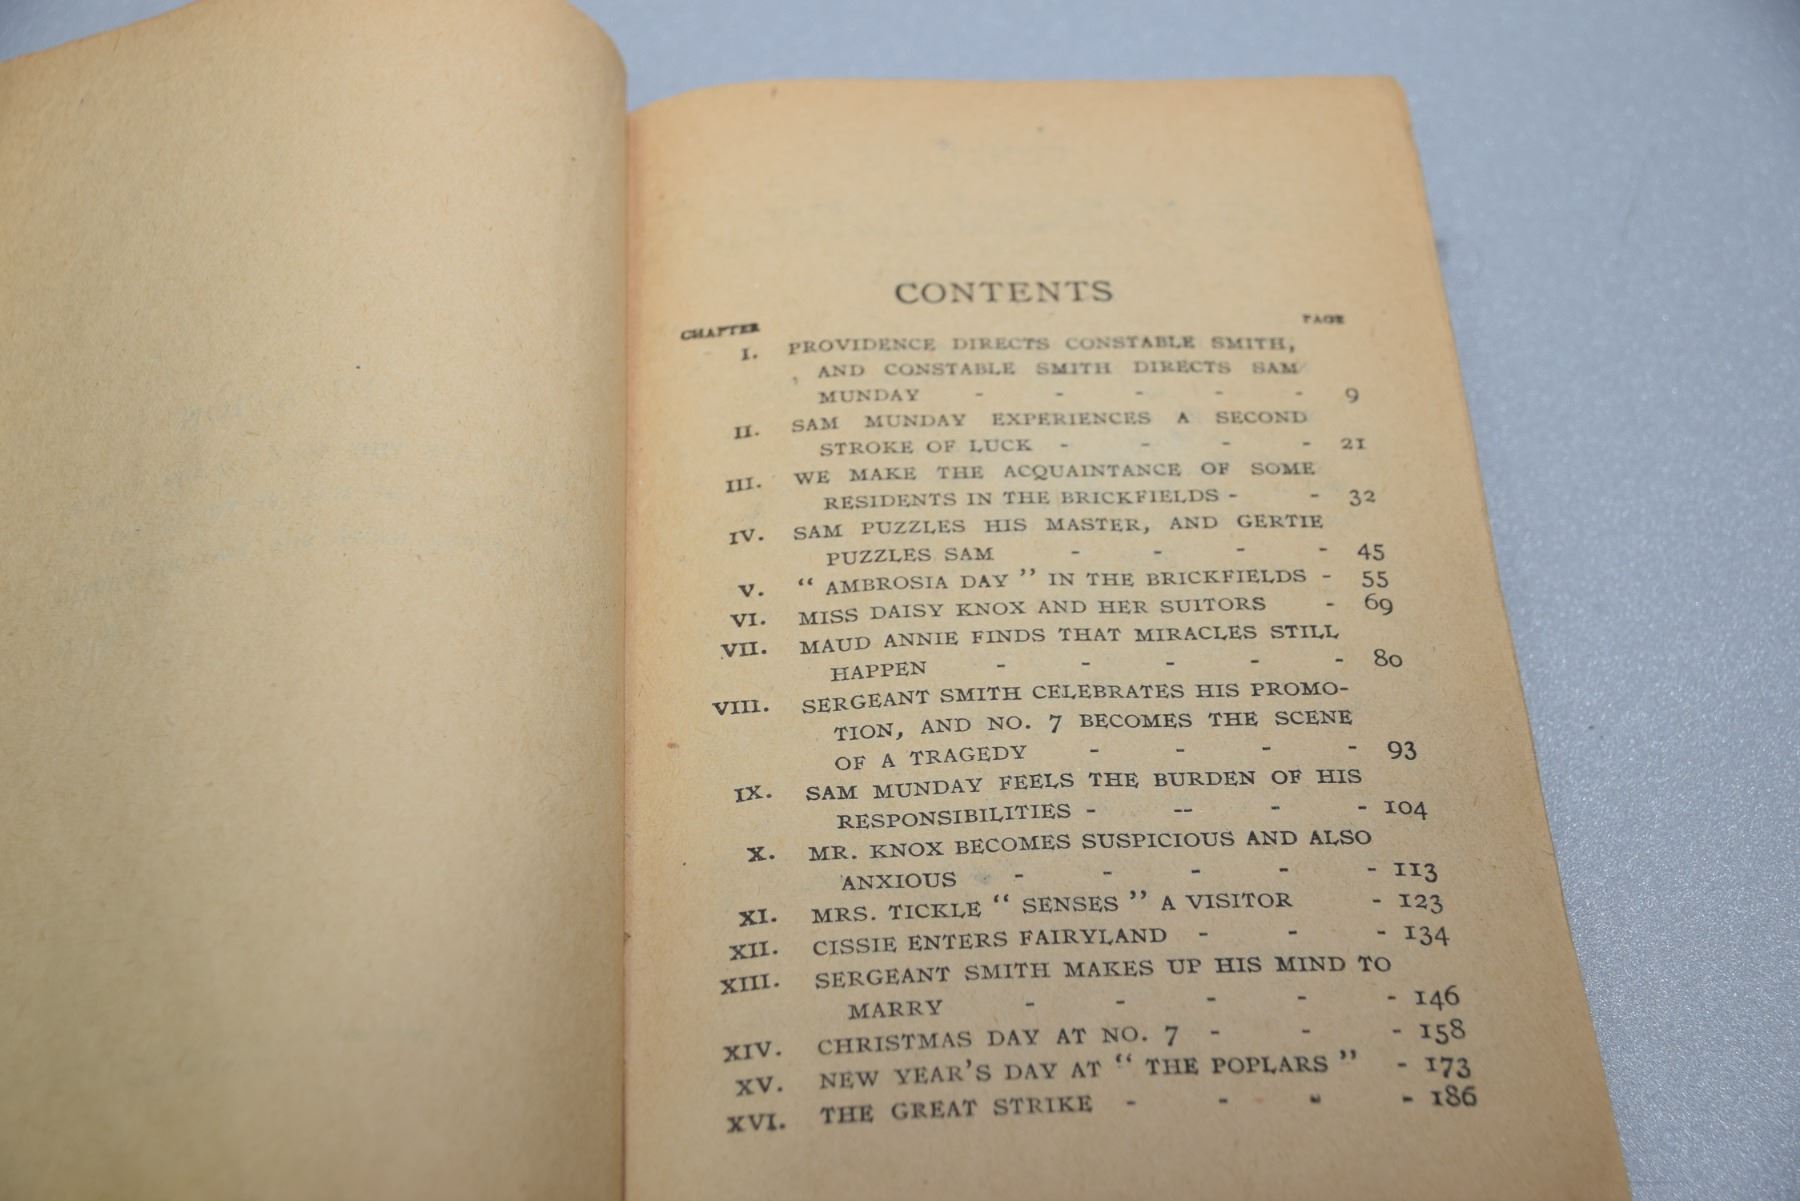 CONTENTS
CHAPTER PAGE
I. PROVIDENCE DIRECTS CONSTABLE SMITH,
AND CONSTABLE SMITH DIRECTS SAM
MUNDAY - - - - - 9
II. SAM MUNDAY EXPERIENCES A SECOND
STROKE OF LUCK - - - - 21
III. WE MAKE THE ACQUAINTANCE OF SOME
RESIDENTS IN THE BRICKFIELDS - - 32
IV. SAM PUZZLES HIS MASTER, AND GERTIE
PUZZLES SAM - - - - 45
V. “ AMBROSIA DAY ” IN THE BRICKFIELDS - 55
VI. MISS DAISY KNOX AND HER SUITORS - 69
VII. MAUD ANNIE FINDS THAT MIRACLES STILL
HAPPEN - - - - - 80
VIII. SERGEANT SMITH CELEBRATES HIS PROMO-
TION, AND NO. 7 BECOMES THE SCENE
OF A TRAGEDY - - - - 93
IX. SAM MUNDAY FEELS THE BURDEN OF HIS
RESPONSIBILITIES - -- - - 104
X. MR. KNOX BECOMES SUSPICIOUS AND ALSO
ANXIOUS - - - - - 113
XI. MRS. TICKLE “ SENSES ” A VISITOR - 123
XII. CISSIE ENTERS FAIRYLAND - - - 134
XIII. SERGEANT SMITH MAKES UP HIS MIND TO
MARRY - - - - - 146
XIV. CHRISTMAS DAY AT NO. 7 - - - 158
XV. NEW YEAR'S DAY AT “ THE POPLARS ” - 173
XVI. THE GREAT STRIKE - - - - 186